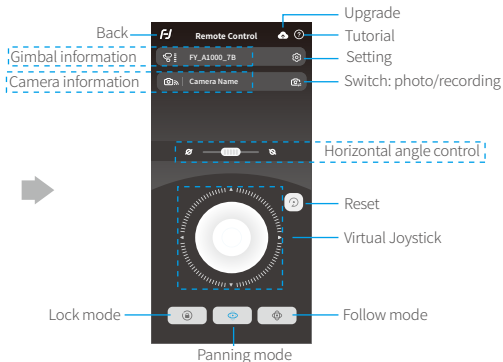 Upgrade
Back
Remote Control
Tutorial
Gimbal information
FY_A1000_7B
Setting
Camera information
Camera Name
Switch: photo/recording
Horizontal angle control
Reset
Virtual Joystick
Lock mode
Follow mode
Panning mode